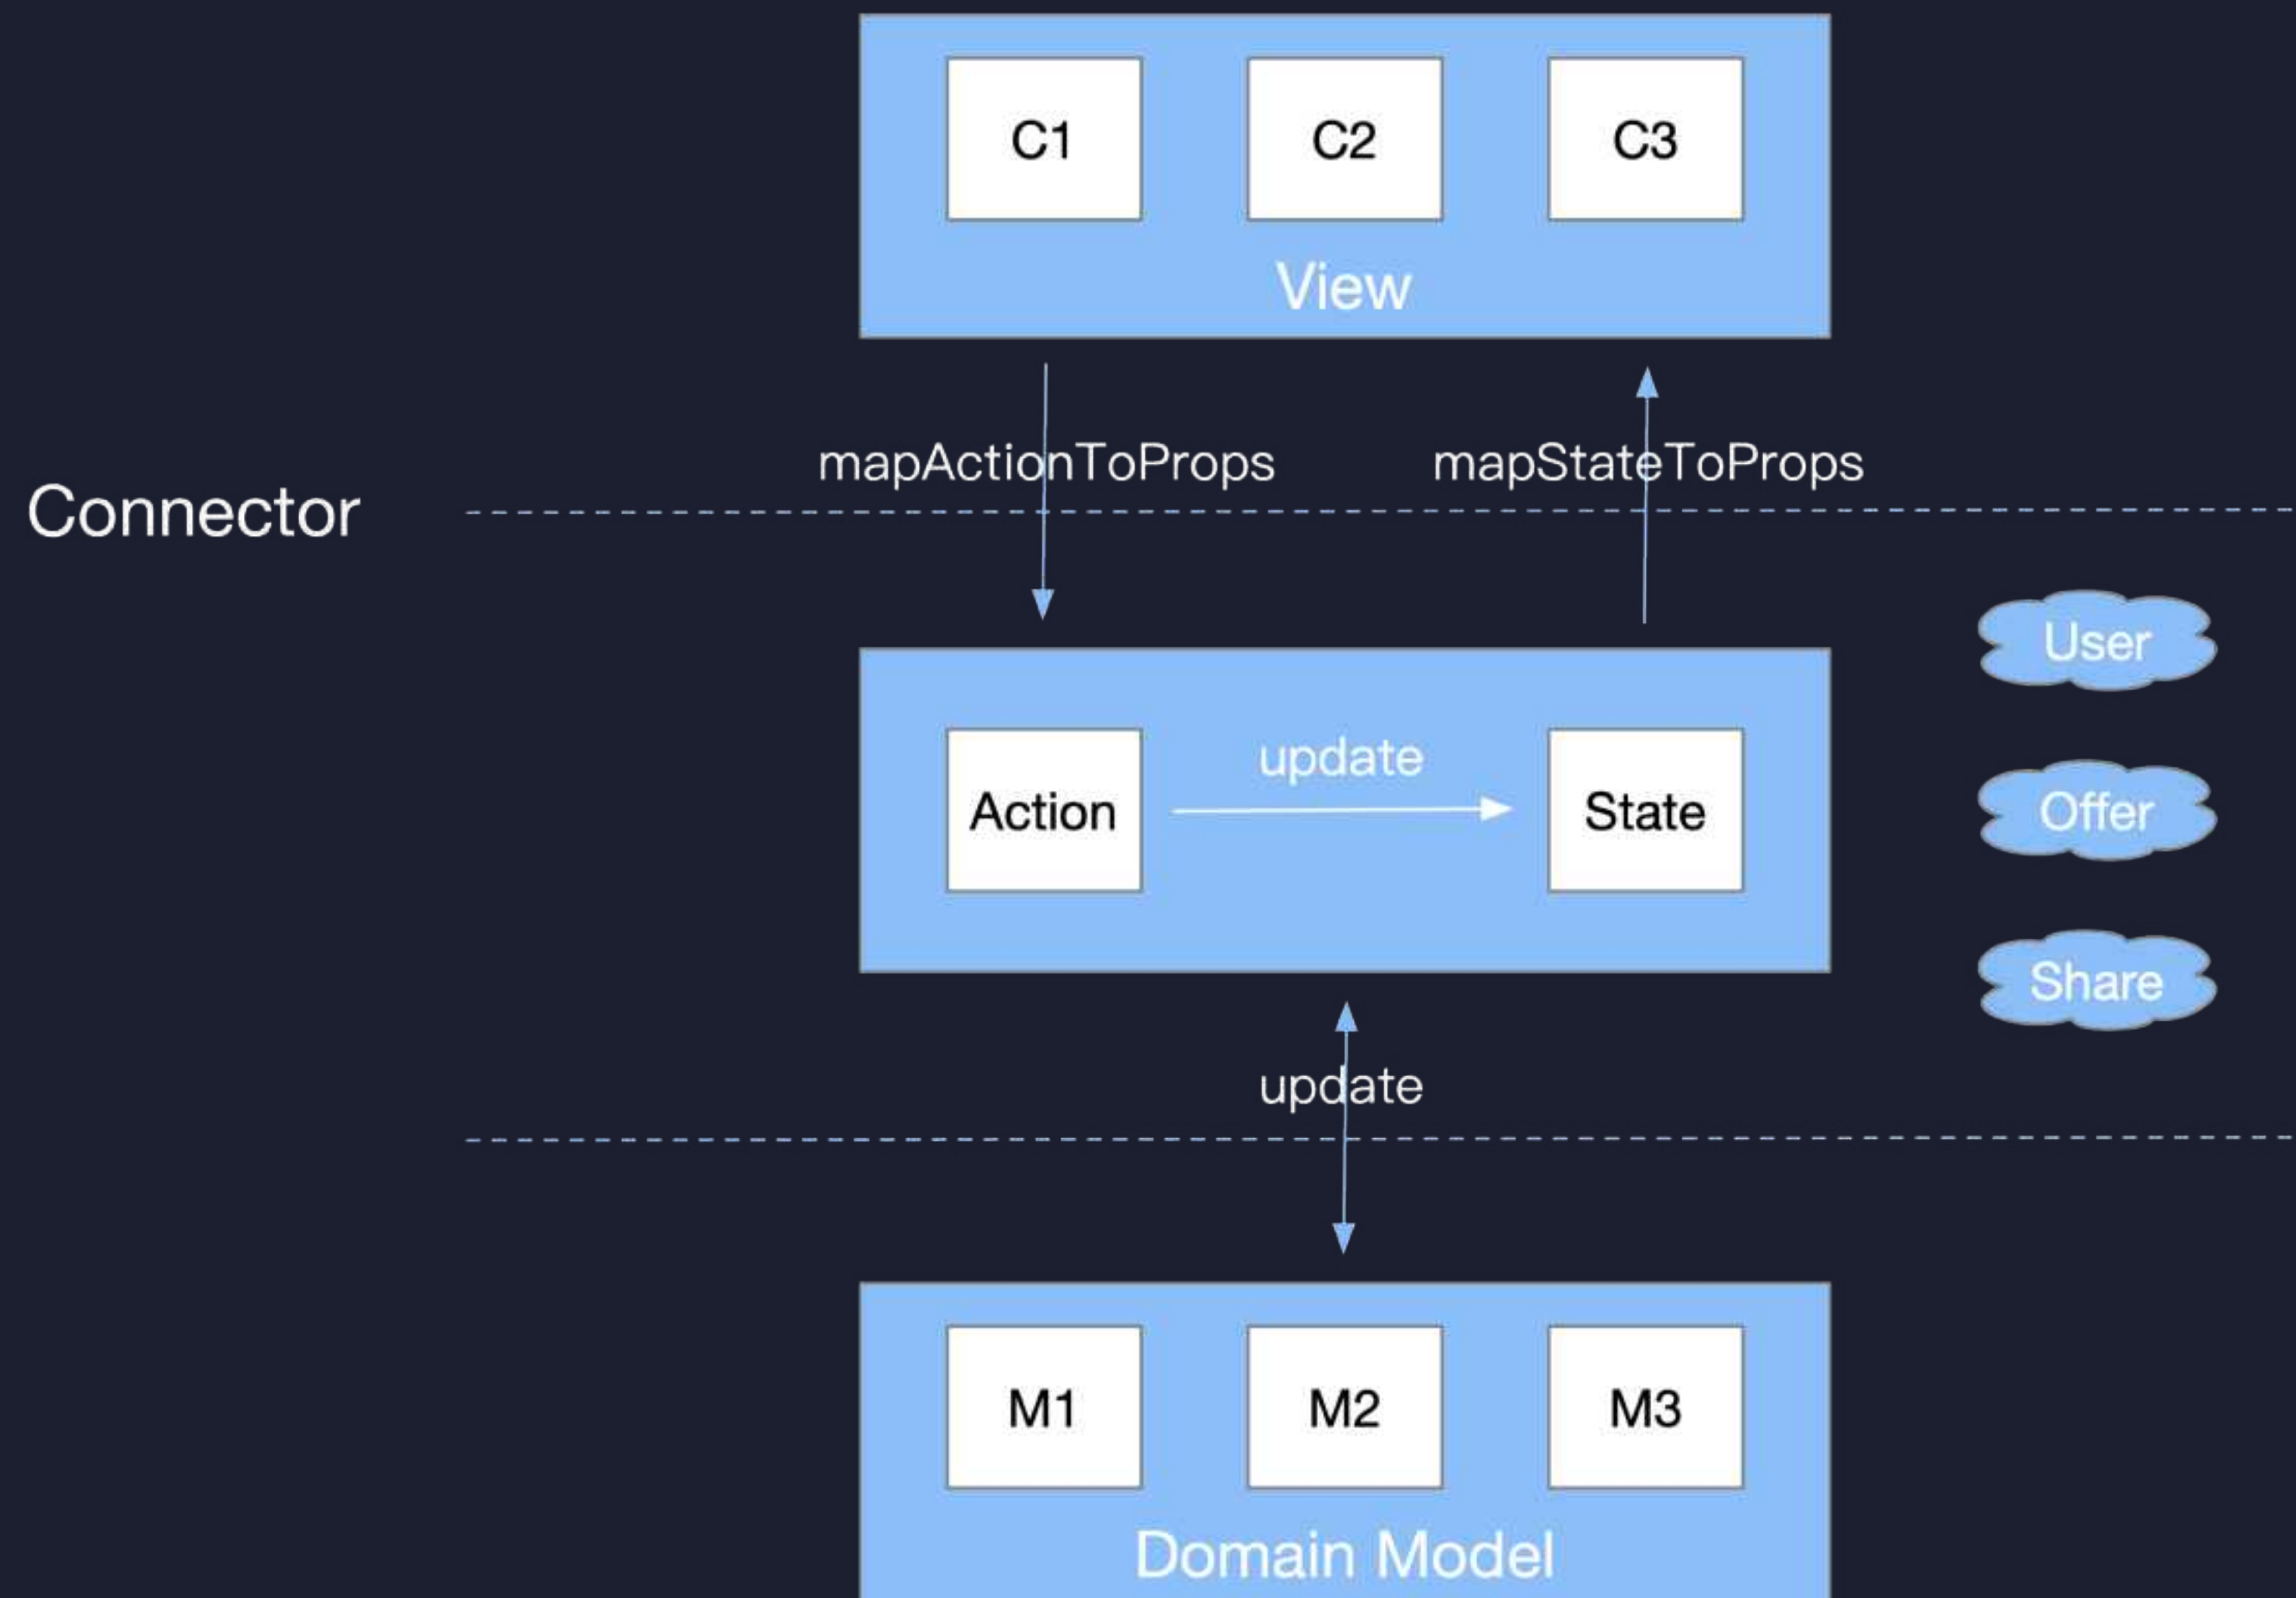 C1
C2
C3
View
mapActionToProps
mapStateToProps
Connector
User
update
Action
State
Offer
Share
update
M1
M2
M3
Domain Model